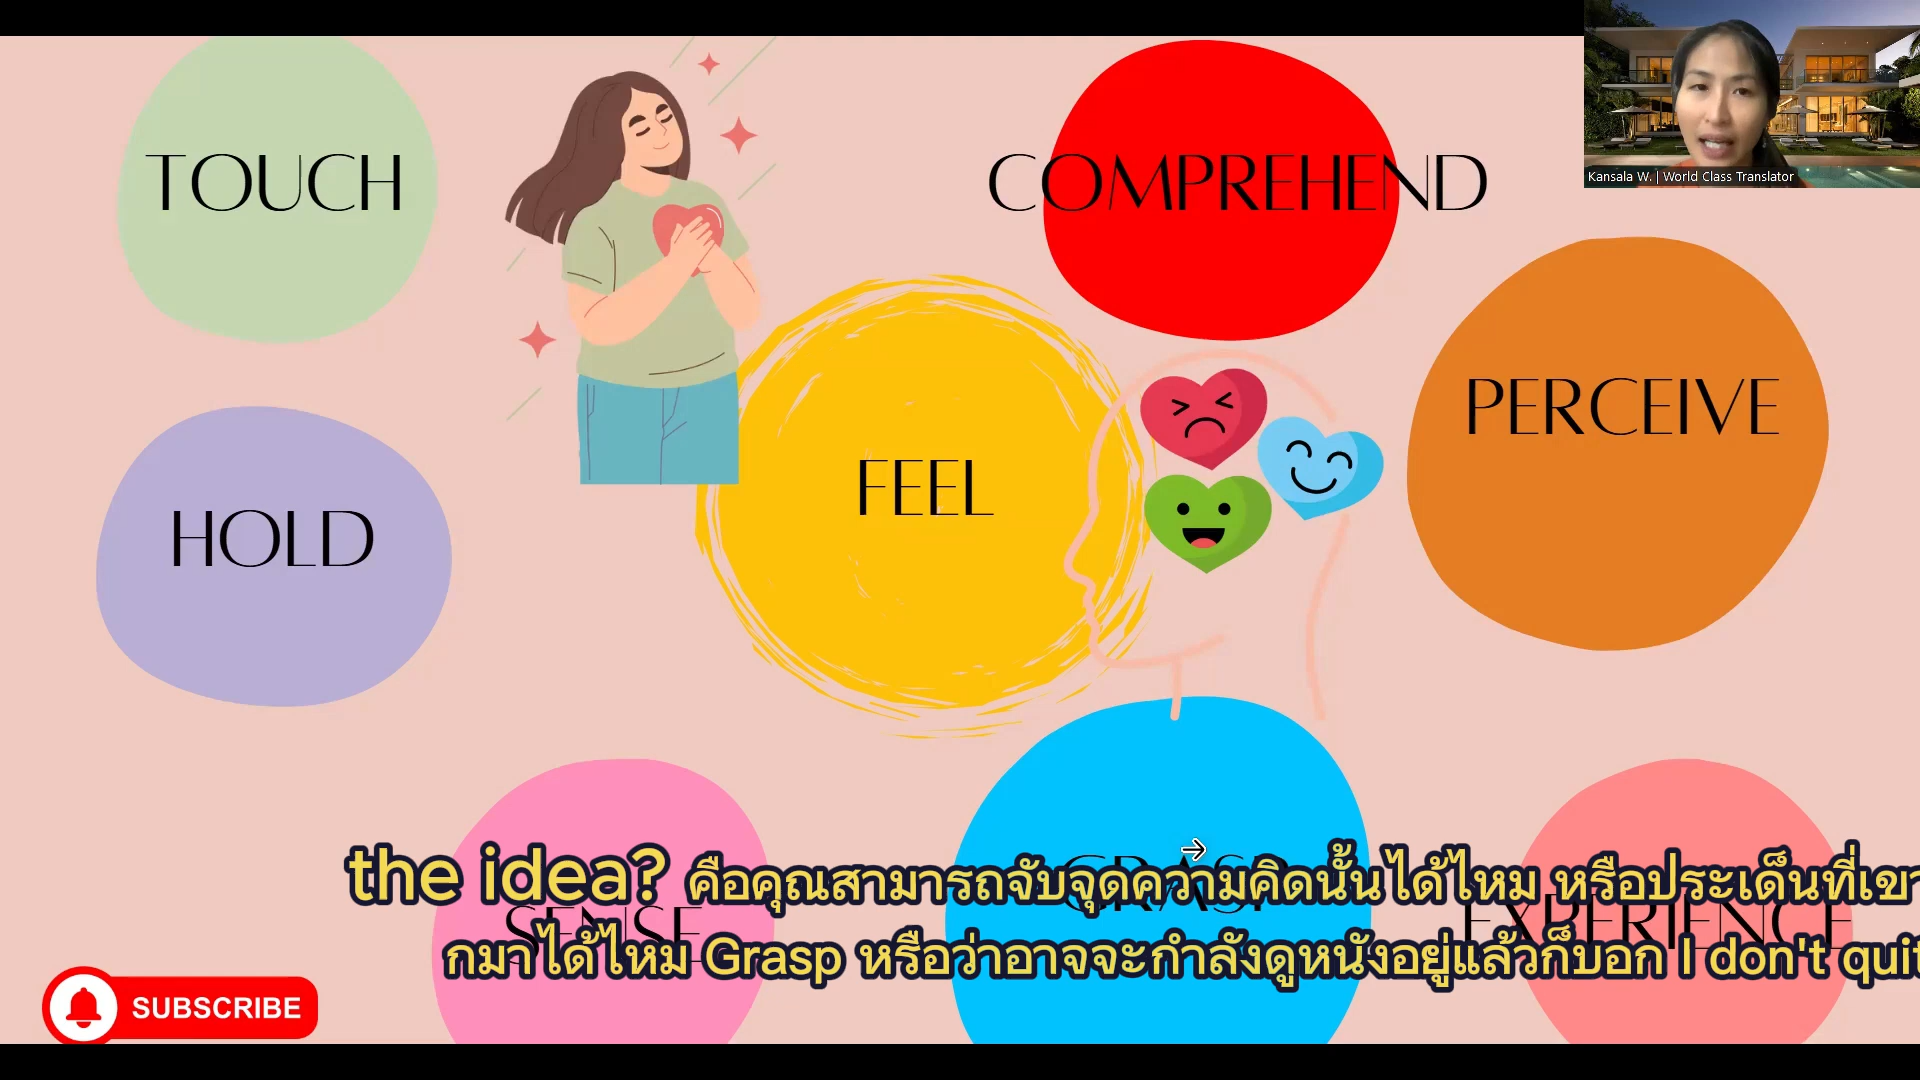 TOUCH
COMPREHEND
Kansala W. | World Class Translator
PERCEIVE
FEEL
HOLD
GRASP
the idea? คือคุณสามารถจับจุดความคิดนั้นได้ไหม หรือประเด็นที่เขา
SENSE
EXPERIENCE
กมาได้ไหม Grasp หรือว่าอาจจะกำลังดูหนังอยู่แล้วก็บอก I don't quit
SUBSCRIBE